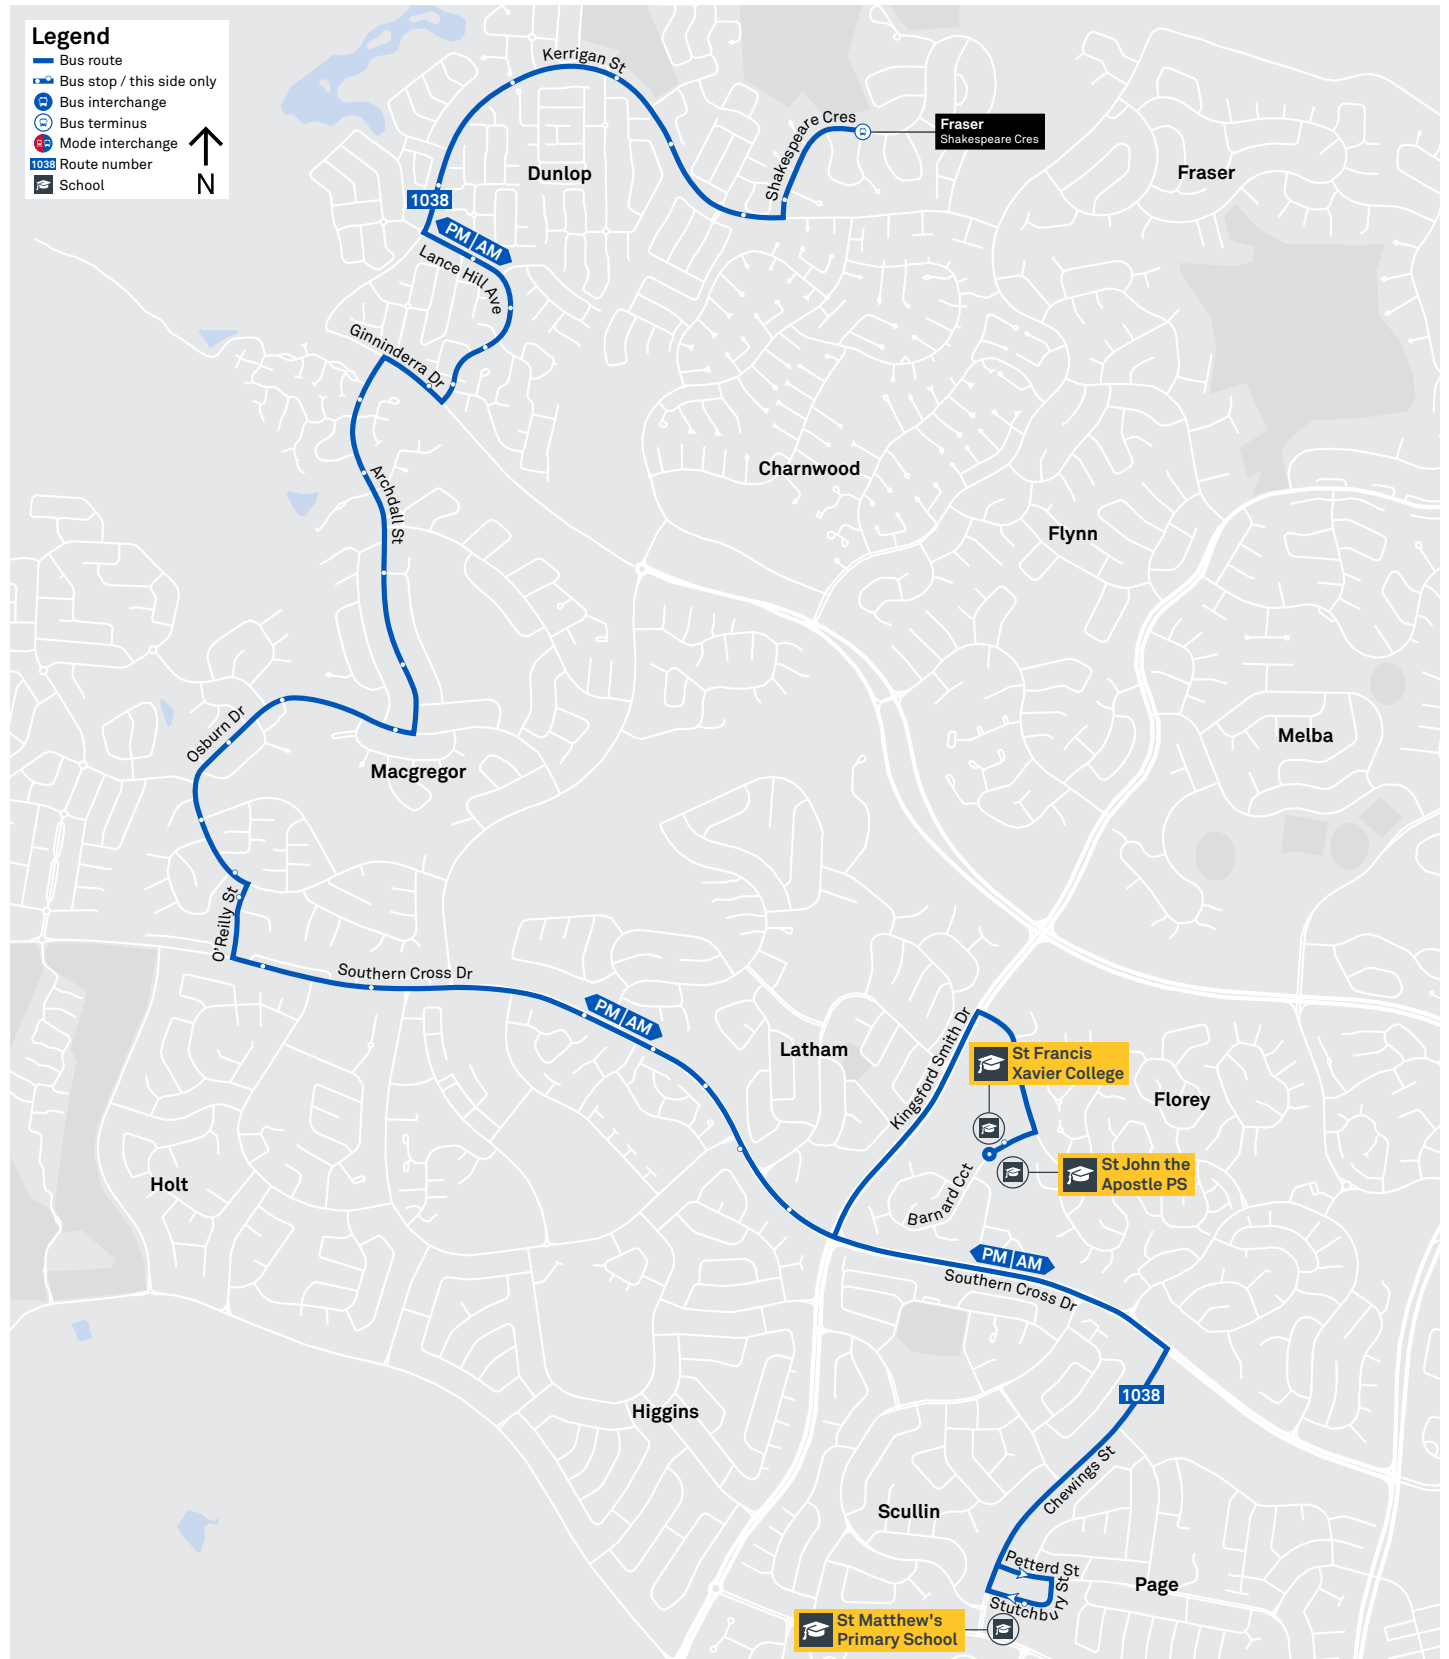 Legend
Bus route
Bus stop / this side only
Bus interchange
Bus terminus
Mode interchange
1038 Route number
School
N
Kerrigan St
Shakespeare Cres
Fraser
Shakespeare Cres
Dunlop
Fraser
1038
PM AM
Lance Hill Ave
Ginninderra Dr
Charnwood
Archdall St
Flynn
Osburn Dr
Melba
Macgregor
O'Reilly St
Southern Cross Dr
PM AM
Latham
Kingsford Smith Dr
St Francis
Xavier College
Florey
St John the
Apostle PS
Holt
Barnard Cct
PM AM
Southern Cross Dr
1038
Higgins
Chewings St
Scullin
Petterd St
Page
Stutchbury St
St Matthew's
Primary School